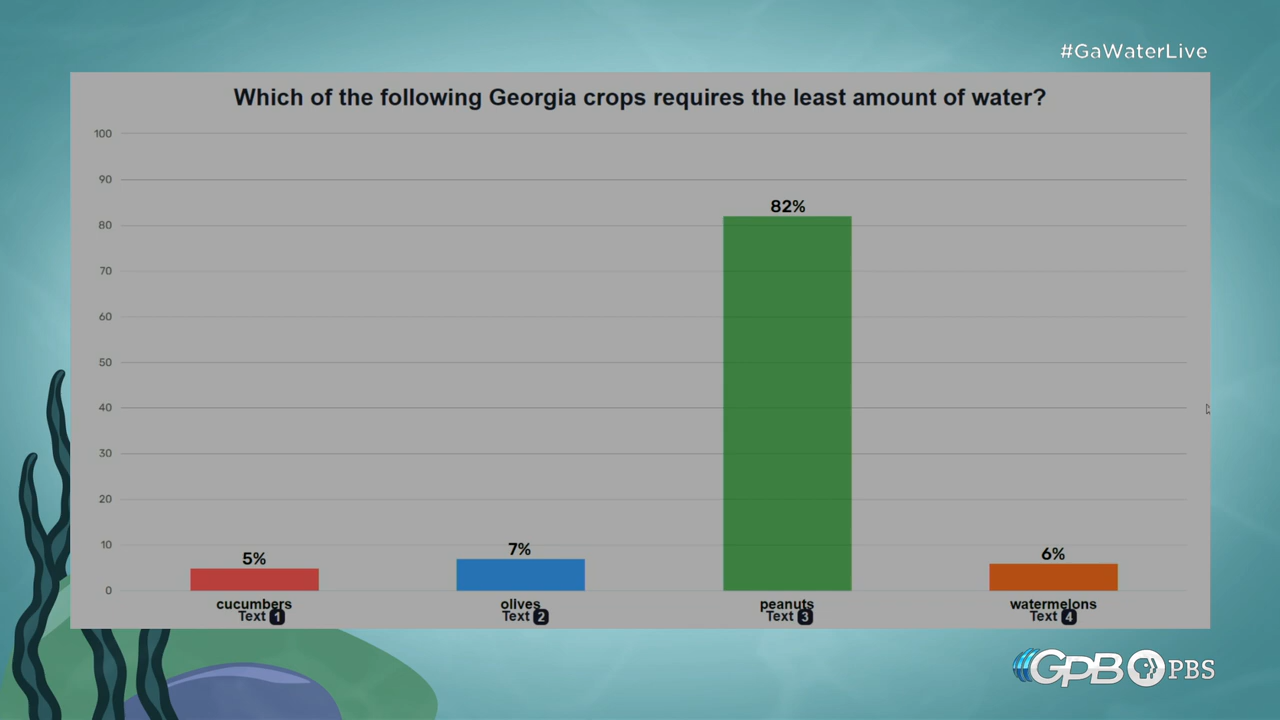 #GaWaterLive
Which of the following Georgia crops requires the least amount of water?
100
90
80
70
60
50
40
30
20
10
0
5%
7%
82%
6%
cucumbers
Text 1
olives
Text 2
peanuts
Text 3
watermelons
Text 4
GPB PBS